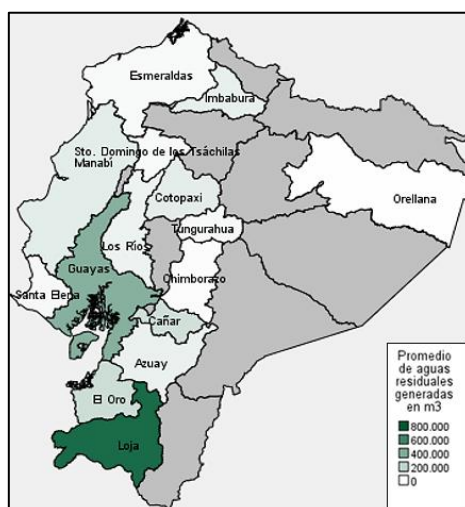 Esmeraldas
Imbabura
Sto. Domingo de los Tsáchilas
Manabí
Cotopaxi
Orellana
Tungurahua
Los Ríos
Guayas
Chimborazo
Santa Elena
Cañar
Azuay
El Oro
Loja
Promedio
de aguas
residuales
generadas
en m3
800.000
600.000
400.000
200.000
0